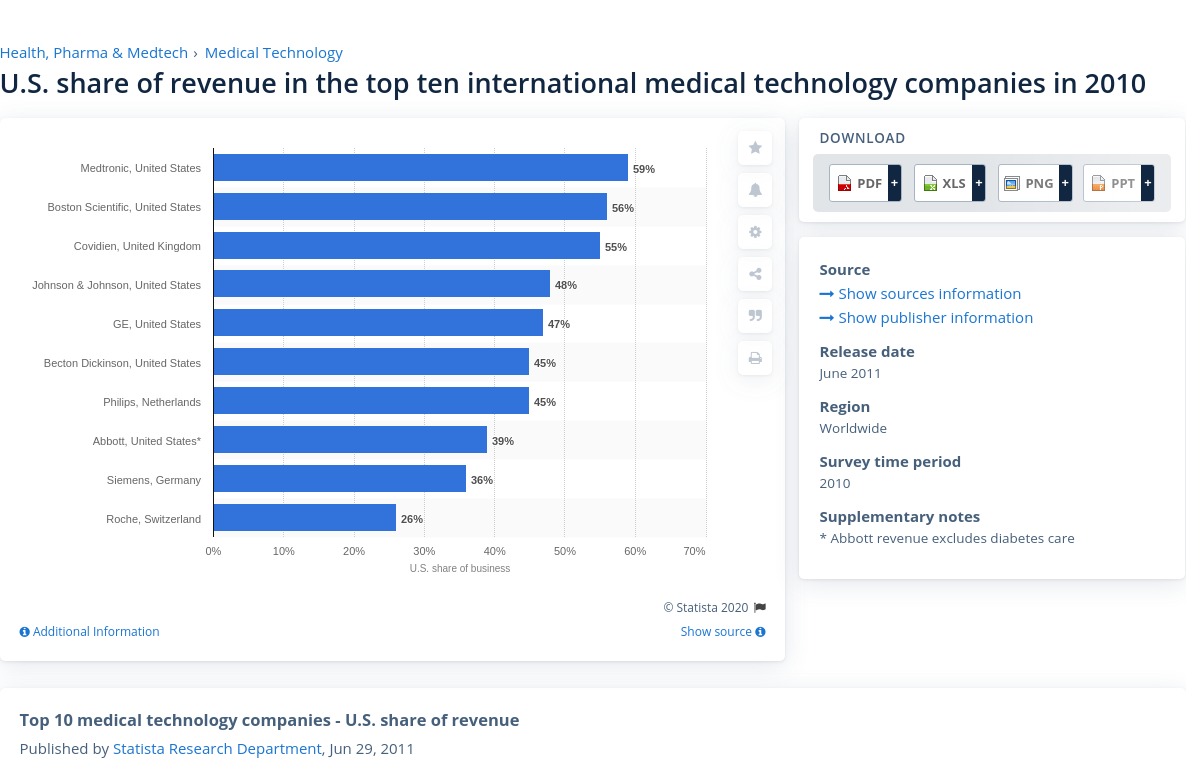 Health, Pharma & Medtech › Medical Technology
U.S. share of revenue in the top ten international medical technology companies in 2010
Medtronic, United States 59%
Boston Scientific, United States 56%
Covidien, United Kingdom 55%
Johnson & Johnson, United States 48%
GE, United States 47%
Becton Dickinson, United States 45%
Philips, Netherlands 45%
Abbott, United States* 39%
Siemens, Germany 36%
Roche, Switzerland 26%
0% 10% 20% 30% 40% 50% 60% 70%
U.S. share of business
© Statista 2020
Additional Information Show source
DOWNLOAD
PDF + XLS + PNG + PPT +
Source
Show sources information
Show publisher information
Release date
June 2011
Region
Worldwide
Survey time period
2010
Supplementary notes
* Abbott revenue excludes diabetes care
Top 10 medical technology companies - U.S. share of revenue
Published by Statista Research Department, Jun 29, 2011